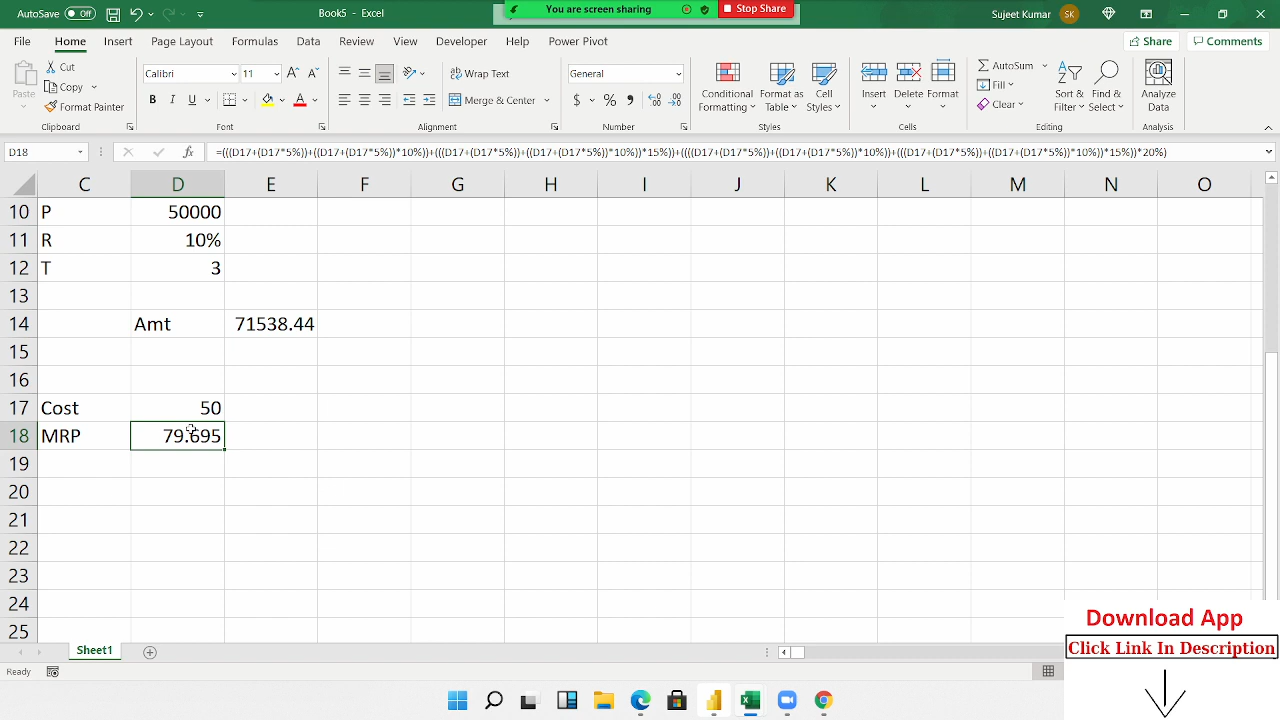 AutoSave Off
Book5 - Excel
You are screen sharing
Stop Share
Sujeet Kumar
SK
File Home Insert Page Layout Formulas Data Review View Developer Help Power Pivot
Share Comments
Paste
Cut
Copy
Format Painter
Clipboard
Calibri 11
B I U
Font
Wrap Text
Merge & Center
Alignment
General
$ % 9
Number
Conditional Formatting
Format as Table
Cell Styles
Styles
Insert Delete Format
Cells
AutoSum
Fill
Clear
Sort & Filter
Find & Select
Editing
Analyze Data
Analysis
D18
fx
=(((D17+(D17*5%))+((D17+(D17*5%))*10%))+(((D17+(D17*5%))+((D17+(D17*5%))*10%))*15%))+((((D17+(D17*5%))+((D17+(D17*5%))*10%))+(((D17+(D17*5%))+((D17+(D17*5%))*10%))*15%))*20%)
C D E F G H I J K L M N O
10 P 50000
11 R 10%
12 T 3
13
14 Amt 71538.44
15
16
17 Cost 50
18 MRP 79.695
19
20
21
22
23
24
25
Sheet1
Ready
Download App
Click Link In Description